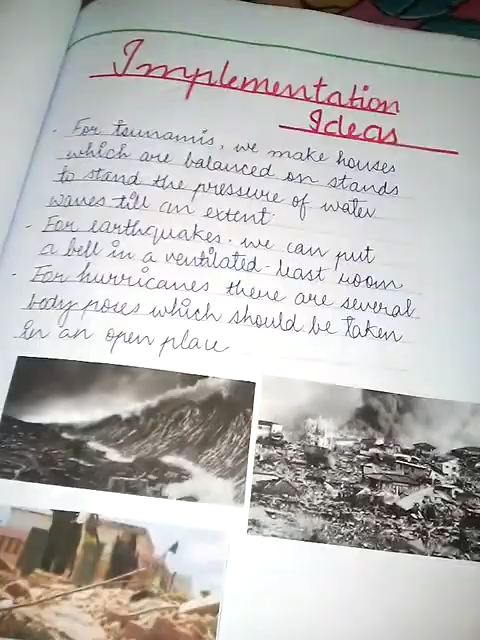 Implementation
Ideas
- For tsunamis, we make houses
which are balanced on stands
to stand the pressure of water
waves till an extent.
- For earthquakes. we can put
a bell in a ventilated-least room
- For hurricanes there are several
body poses which should be taken
in an open place